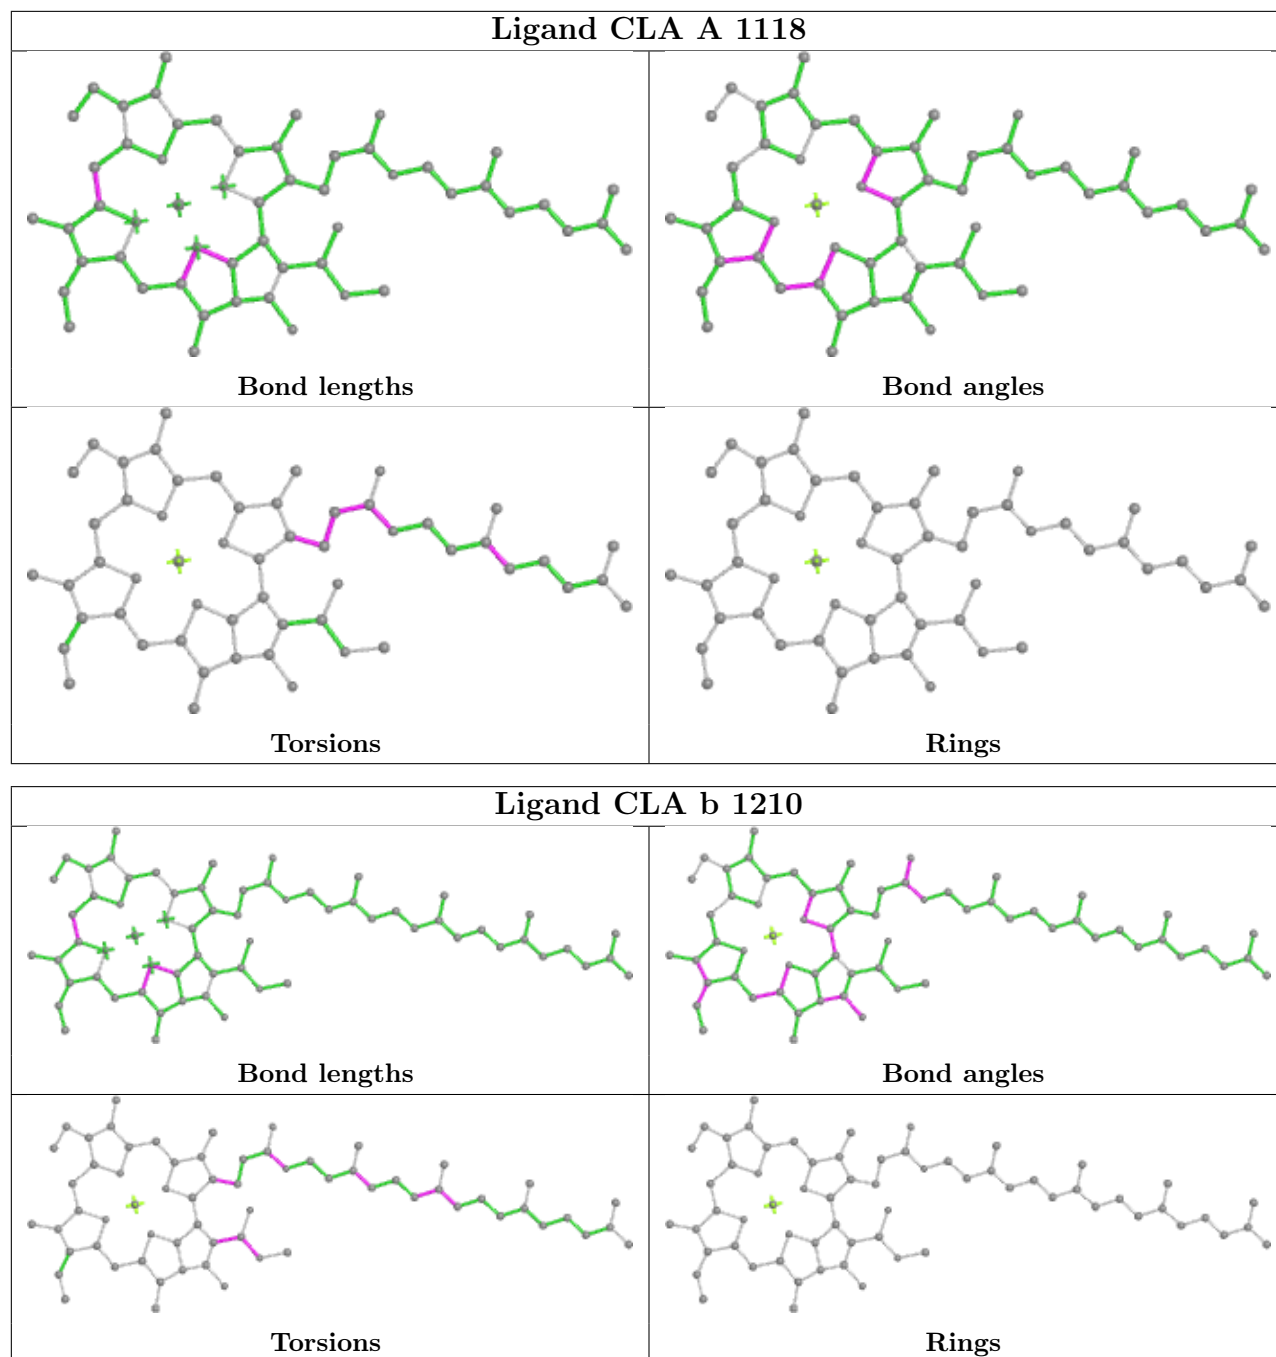 Ligand CLA A 1118
Bond lengths
Bond angles
Torsions
Rings
Ligand CLA b 1210
Bond lengths
Bond angles
Torsions
Rings